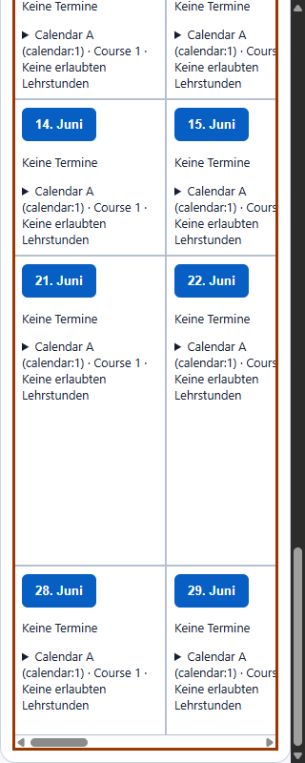 Keine Termine
Keine Termine
▶ Calendar A
(calendar:1) · Course 1 ·
Keine erlaubten
Lehrstunden
▶ Calendar A
(calendar:1) · Cours
Keine erlaubten
Lehrstunden
14. Juni
Keine Termine
▶ Calendar A
(calendar:1) · Course 1 ·
Keine erlaubten
Lehrstunden
15. Juni
Keine Termine
▶ Calendar A
(calendar:1) · Cours
Keine erlaubten
Lehrstunden
21. Juni
Keine Termine
▶ Calendar A
(calendar:1) · Course 1 ·
Keine erlaubten
Lehrstunden
22. Juni
Keine Termine
▶ Calendar A
(calendar:1) · Cours
Keine erlaubten
Lehrstunden
28. Juni
Keine Termine
▶ Calendar A
(calendar:1) · Course 1 ·
Keine erlaubten
Lehrstunden
29. Juni
Keine Termine
▶ Calendar A
(calendar:1) · Cours
Keine erlaubten
Lehrstunden